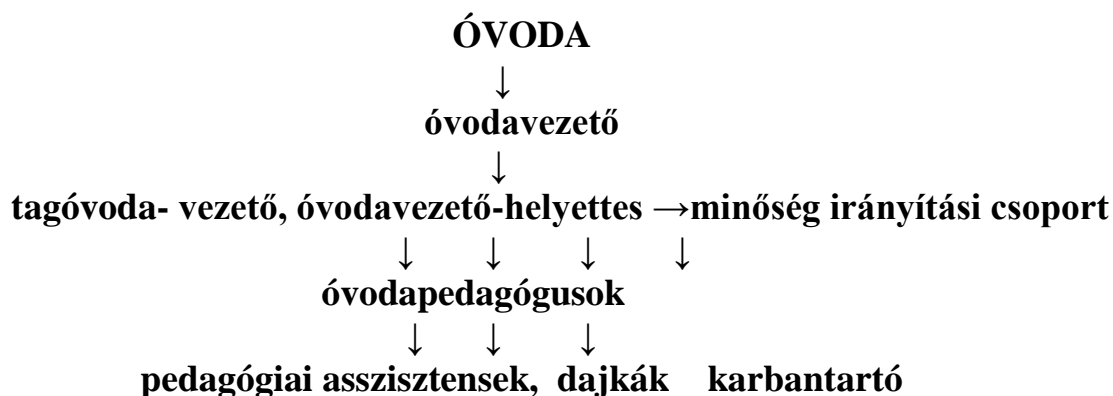 ÓVODA
↓
óvodavezető
↓
tagóvoda- vezető, óvodavezető-helyettes →minőség irányítási csoport
↓ ↓ ↓ ↓
óvodapedagógusok
↓ ↓ ↓
pedagógiai asszisztensek, dajkák karbantartó